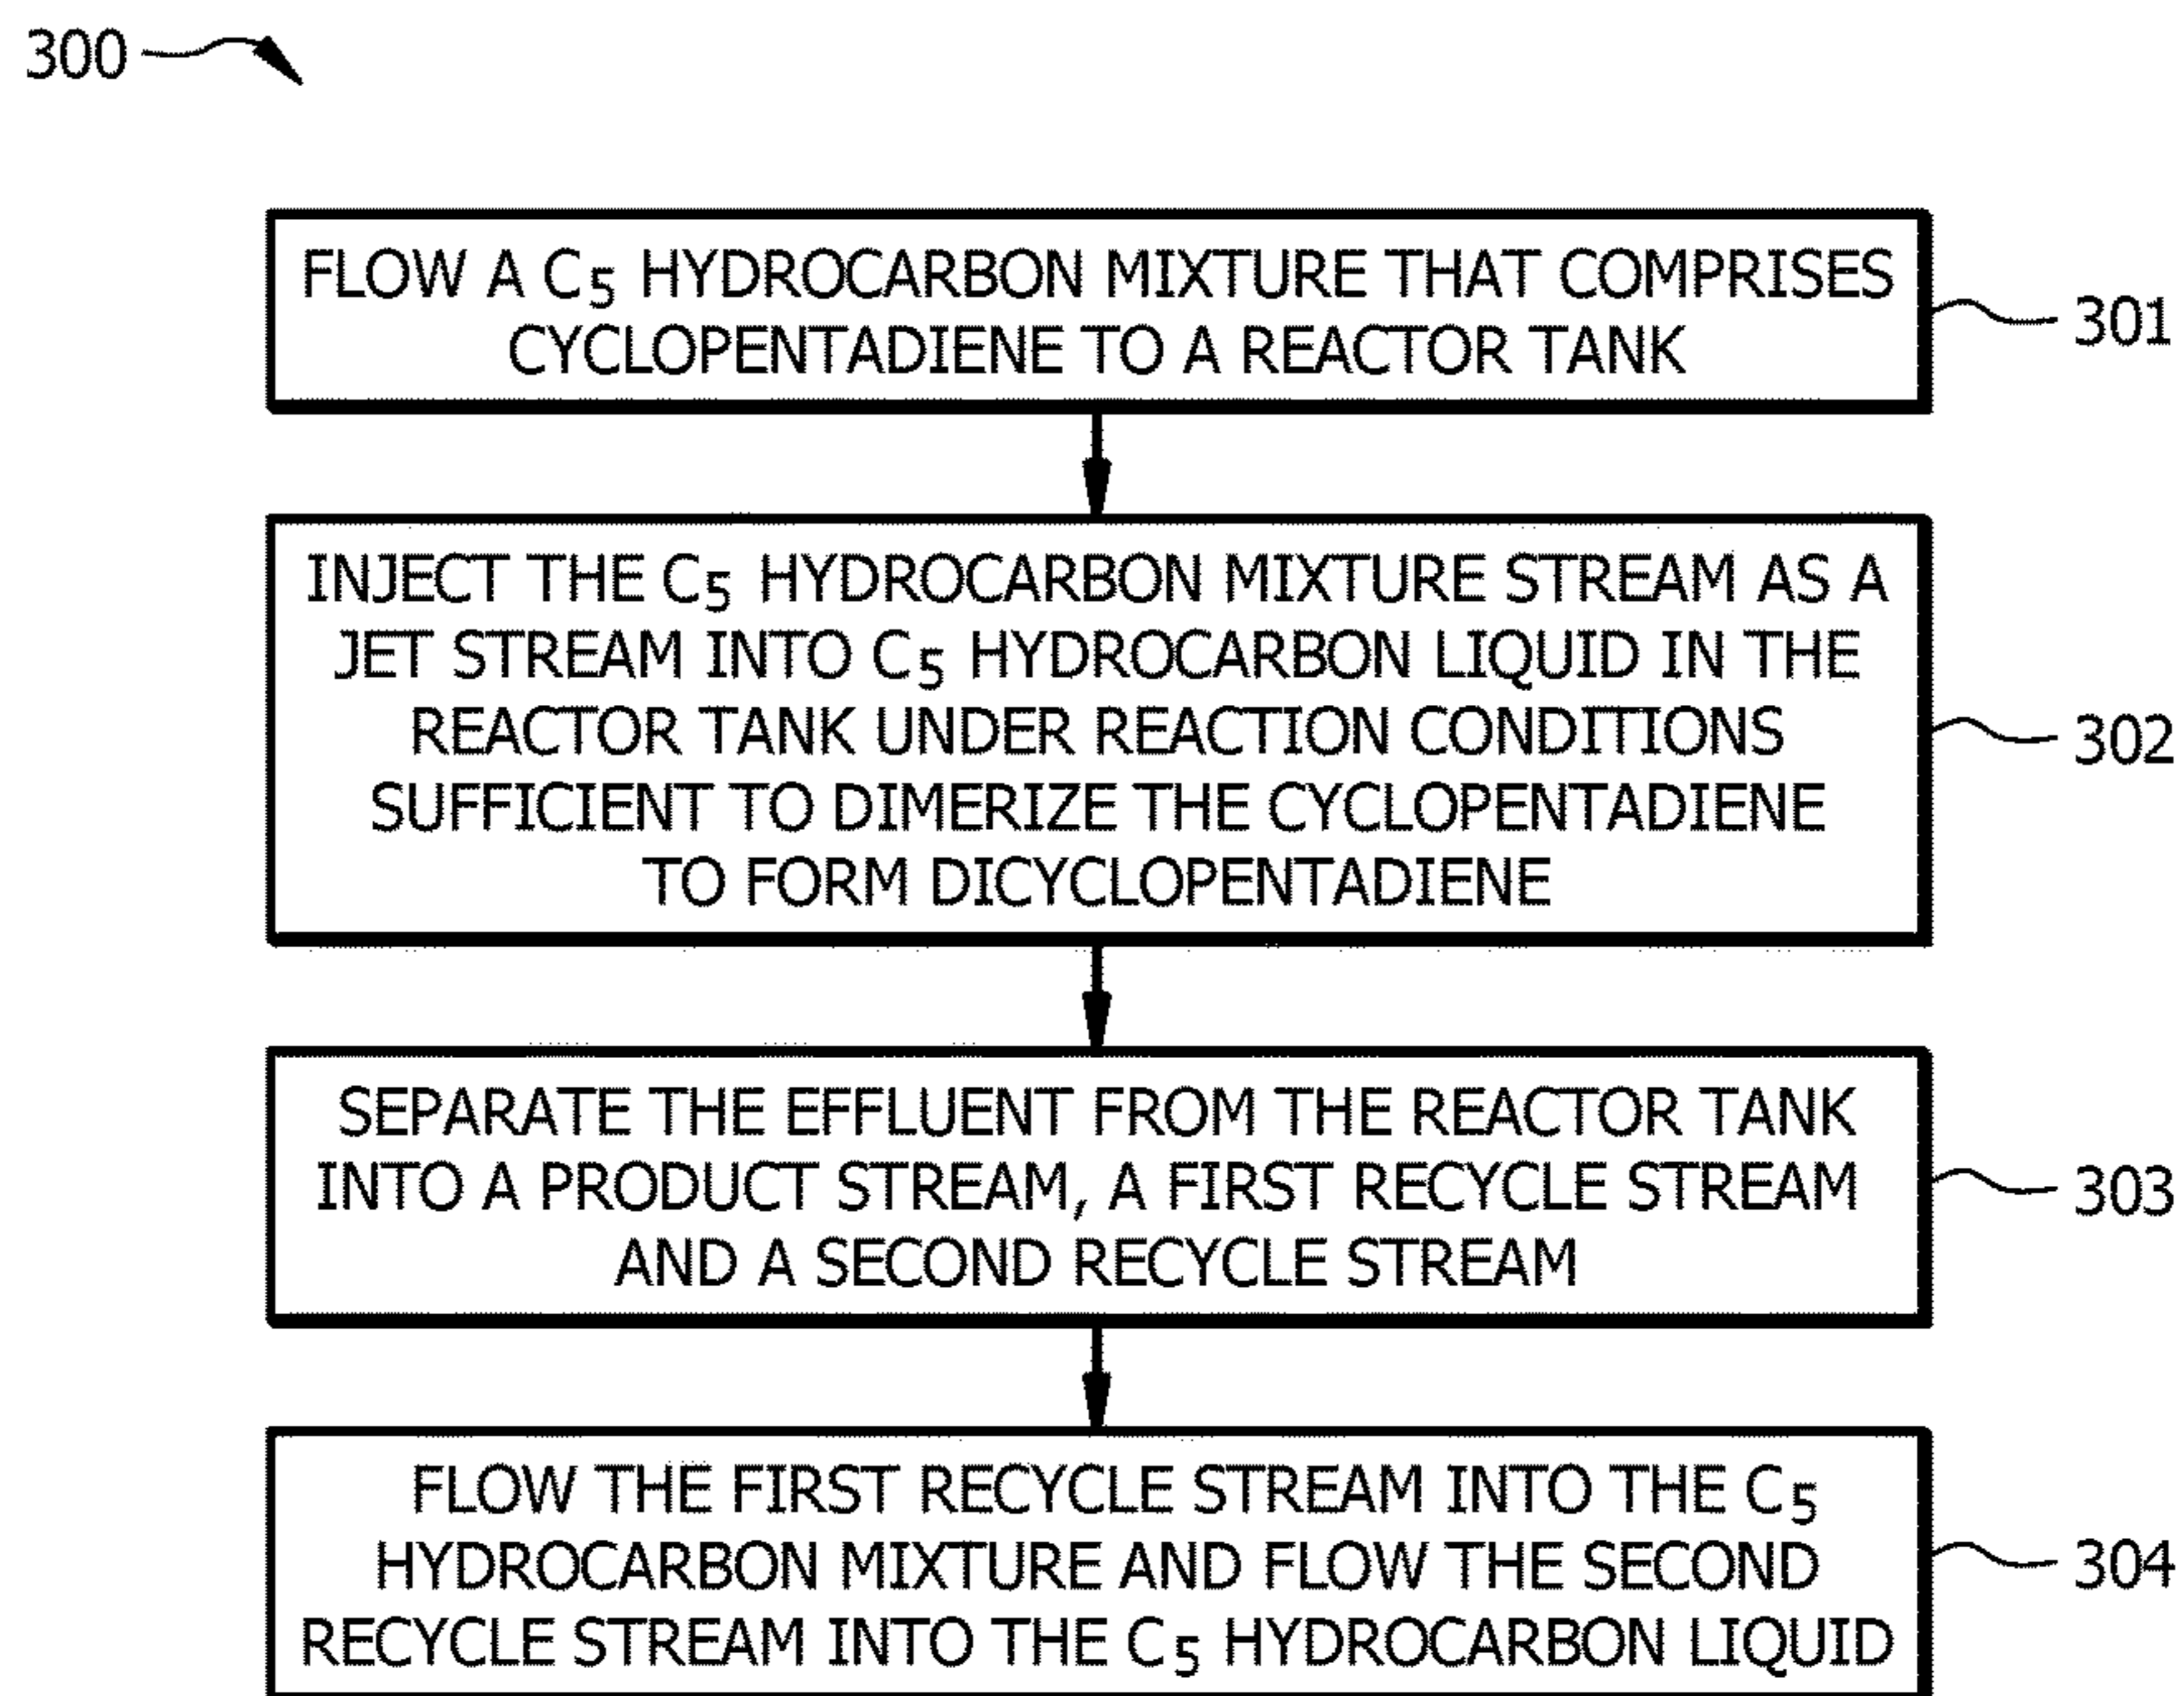 300
FLOW A C₅ HYDROCARBON MIXTURE THAT COMPRISES
CYCLOPENTADIENE TO A REACTOR TANK
301
INJECT THE C₅ HYDROCARBON MIXTURE STREAM AS A
JET STREAM INTO C₅ HYDROCARBON LIQUID IN THE
REACTOR TANK UNDER REACTION CONDITIONS
SUFFICIENT TO DIMERIZE THE CYCLOPENTADIENE
TO FORM DICYCLOPENTADIENE
302
SEPARATE THE EFFLUENT FROM THE REACTOR TANK
INTO A PRODUCT STREAM, A FIRST RECYCLE STREAM
AND A SECOND RECYCLE STREAM
303
FLOW THE FIRST RECYCLE STREAM INTO THE C₅
HYDROCARBON MIXTURE AND FLOW THE SECOND
RECYCLE STREAM INTO THE C₅ HYDROCARBON LIQUID
304